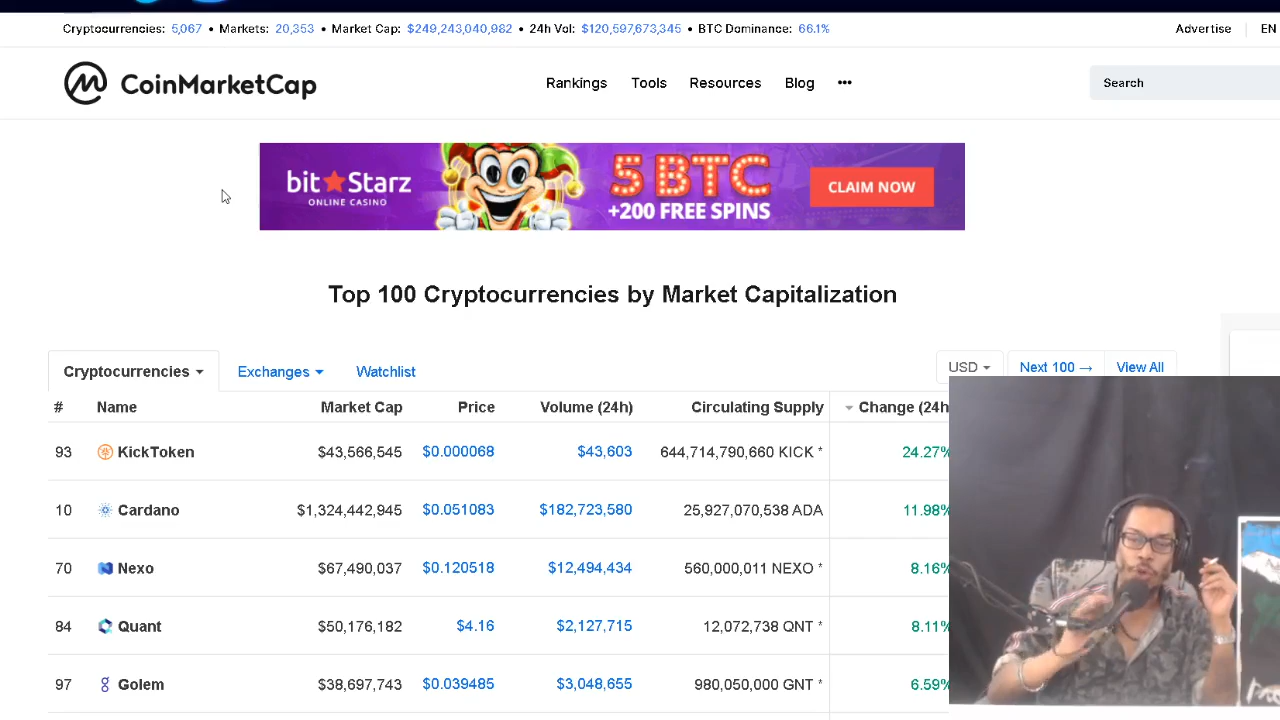 Cryptocurrencies: 5,067 • Markets: 20,353 • Market Cap: $249,243,040,982 • 24h Vol: $120,597,673,345 • BTC Dominance: 66.1% Advertise EN
CoinMarketCap Rankings Tools Resources Blog ••• Search
bit Starz
ONLINE CASINO
5 BTC
+200 FREE SPINS
CLAIM NOW
Top 100 Cryptocurrencies by Market Capitalization
Cryptocurrencies Exchanges Watchlist USD Next 100 → View All
# Name Market Cap Price Volume (24h) Circulating Supply Change (24h
93 KickToken $43,566,545 $0.000068 $43,603 644,714,790,660 KICK * 24.27%
10 Cardano $1,324,442,945 $0.051083 $182,723,580 25,927,070,538 ADA 11.98%
70 Nexo $67,490,037 $0.120518 $12,494,434 560,000,011 NEXO * 8.16%
84 Quant $50,176,182 $4.16 $2,127,715 12,072,738 QNT * 8.11%
97 Golem $38,697,743 $0.039485 $3,048,655 980,050,000 GNT * 6.59%